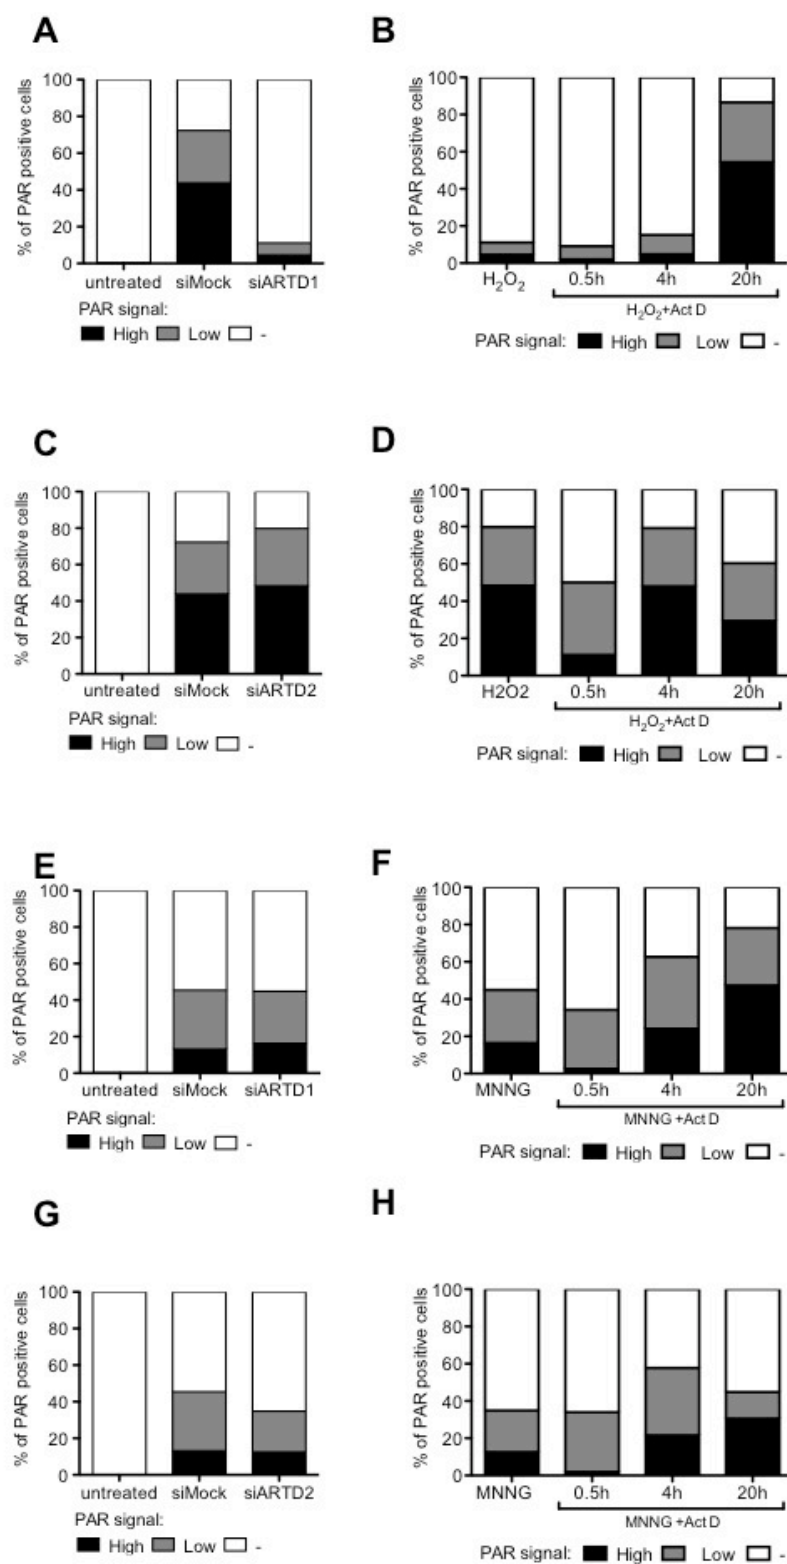 A
% of PAR positive cells
100
80
60
40
20
0
untreated siMock siARTD1
PAR signal:
High Low -
B
% of PAR positive cells
100
80
60
40
20
0
H₂O₂ 0.5h 4h 20h
H₂O₂+Act D
PAR signal: High Low -
C
% of PAR positive cells
100
80
60
40
20
0
untreated siMock siARTD2
PAR signal:
High Low -
D
% of PAR positive cells
100
80
60
40
20
0
H2O2 0.5h 4h 20h
H₂O₂+Act D
PAR signal: High Low -
E
% of PAR positive cells
100
80
60
40
20
0
untreated siMock siARTD1
PAR signal:
High Low -
F
% of PAR positive cells
100
80
60
40
20
0
MNNG 0.5h 4h 20h
MNNG +Act D
PAR signal: High Low -
G
% of PAR positive cells
100
80
60
40
20
0
untreated siMock siARTD2
PAR signal:
High Low -
H
% of PAR positive cells
100
80
60
40
20
0
MNNG 0.5h 4h 20h
MNNG +Act D
PAR signal: High Low -